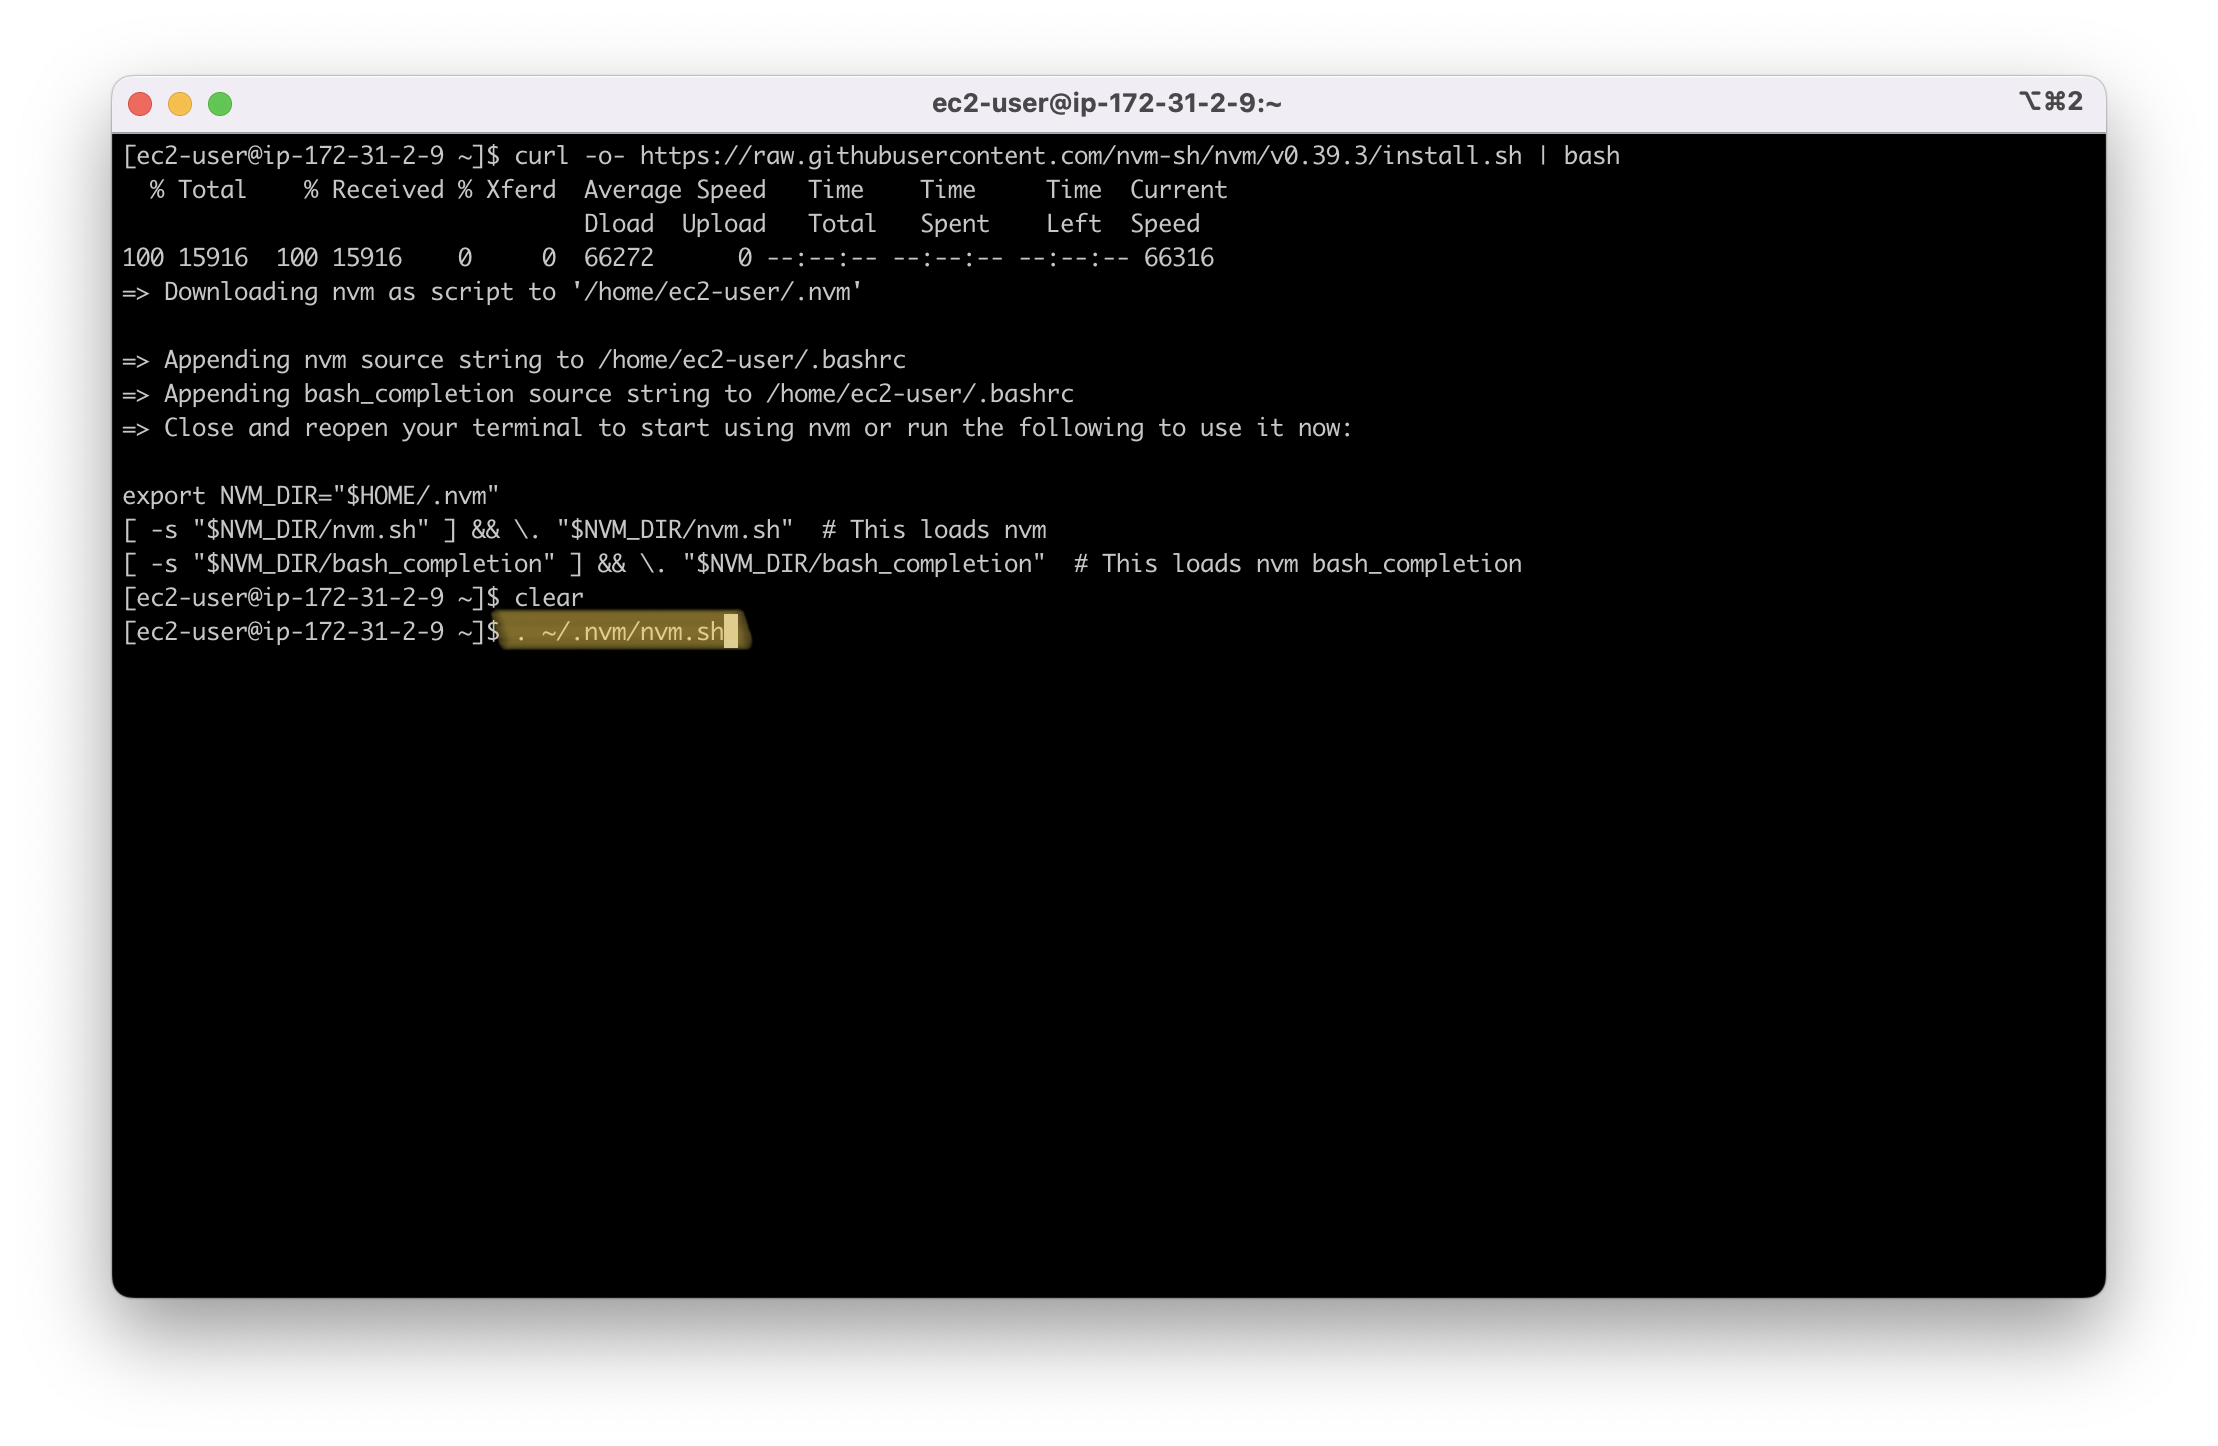 ec2-user@ip-172-31-2-9:~ ⌥⌘2
[ec2-user@ip-172-31-2-9 ~]$ curl -o- https://raw.githubusercontent.com/nvm-sh/nvm/v0.39.3/install.sh | bash
  % Total    % Received % Xferd  Average Speed   Time    Time     Time  Current
                                 Dload  Upload   Total   Spent    Left  Speed
100 15916  100 15916    0     0  66272      0 --:--:-- --:--:-- --:--:-- 66316
=> Downloading nvm as script to '/home/ec2-user/.nvm'
=> Appending nvm source string to /home/ec2-user/.bashrc
=> Appending bash_completion source string to /home/ec2-user/.bashrc
=> Close and reopen your terminal to start using nvm or run the following to use it now:
export NVM_DIR="$HOME/.nvm"
[ -s "$NVM_DIR/nvm.sh" ] && \. "$NVM_DIR/nvm.sh"  # This loads nvm
[ -s "$NVM_DIR/bash_completion" ] && \. "$NVM_DIR/bash_completion"  # This loads nvm bash_completion
[ec2-user@ip-172-31-2-9 ~]$ clear
[ec2-user@ip-172-31-2-9 ~]$ . ~/.nvm/nvm.sh